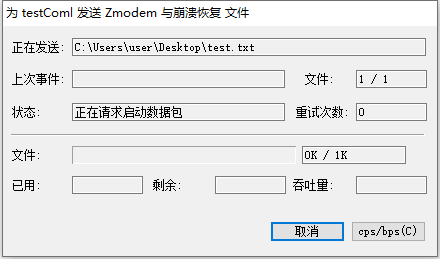 为 testComl 发送 Zmodem 与崩溃恢复 文件
正在发送: C:\Users\user\Desktop\test.txt
上次事件: 文件: 1 / 1
状态: 正在请求启动数据包 重试次数: 0
文件: 0K / 1K
已用: 剩余: 吞吐量:
取消 cps/bps(C)